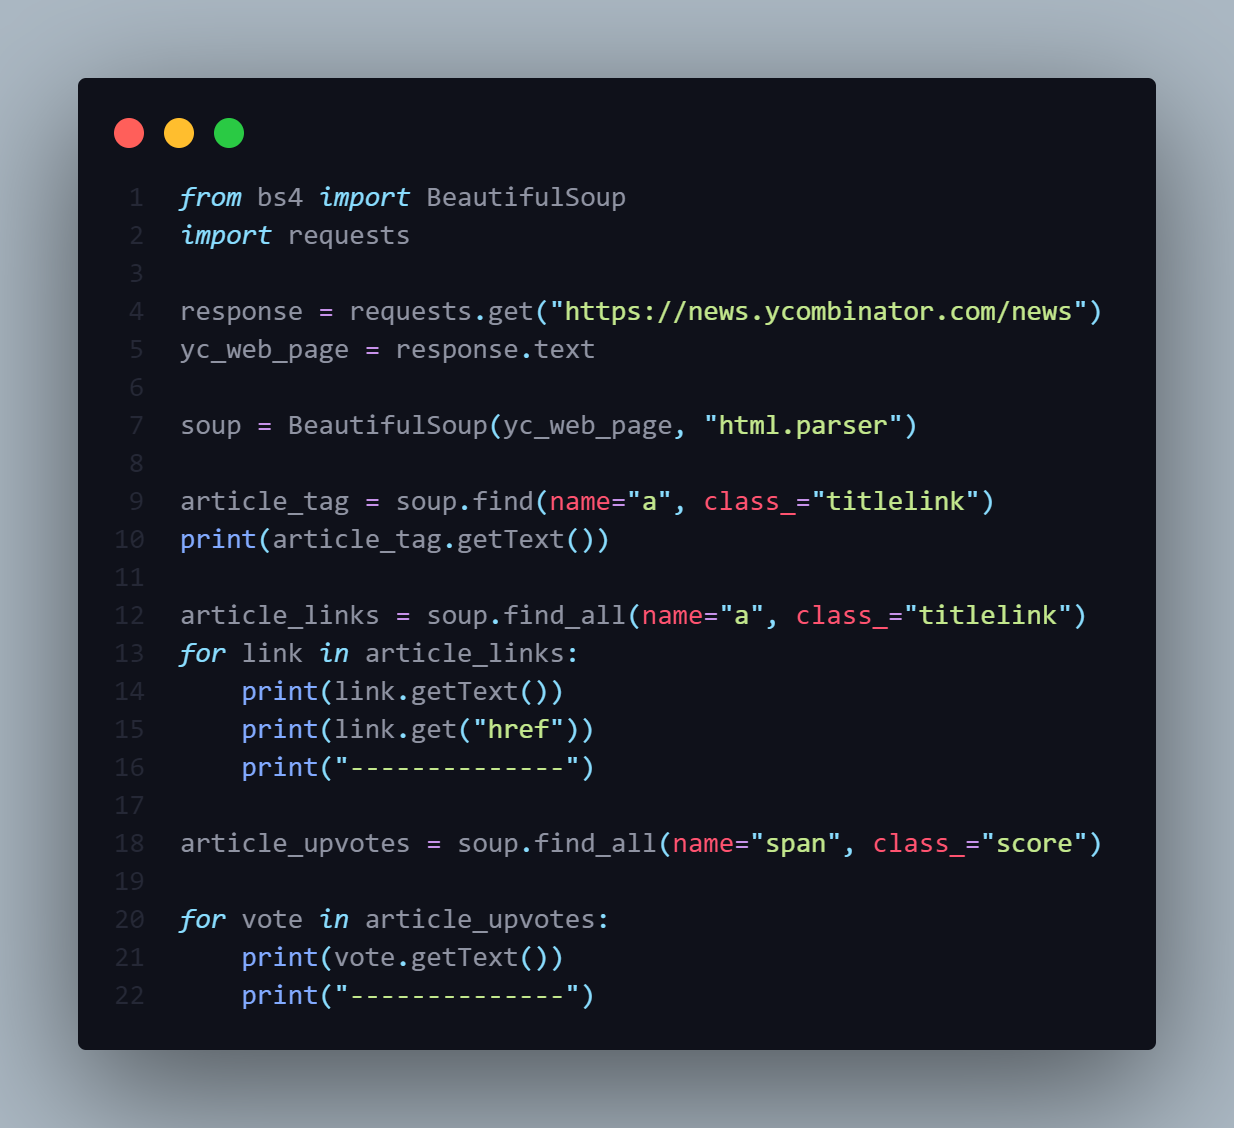 1 from bs4 import BeautifulSoup
2 import requests
3
4 response = requests.get("https://news.ycombinator.com/news")
5 yc_web_page = response.text
6
7 soup = BeautifulSoup(yc_web_page, "html.parser")
8
9 article_tag = soup.find(name="a", class_="titlelink")
10 print(article_tag.getText())
11
12 article_links = soup.find_all(name="a", class_="titlelink")
13 for link in article_links:
14     print(link.getText())
15     print(link.get("href"))
16     print("--------------")
17
18 article_upvotes = soup.find_all(name="span", class_="score")
19
20 for vote in article_upvotes:
21     print(vote.getText())
22     print("--------------")